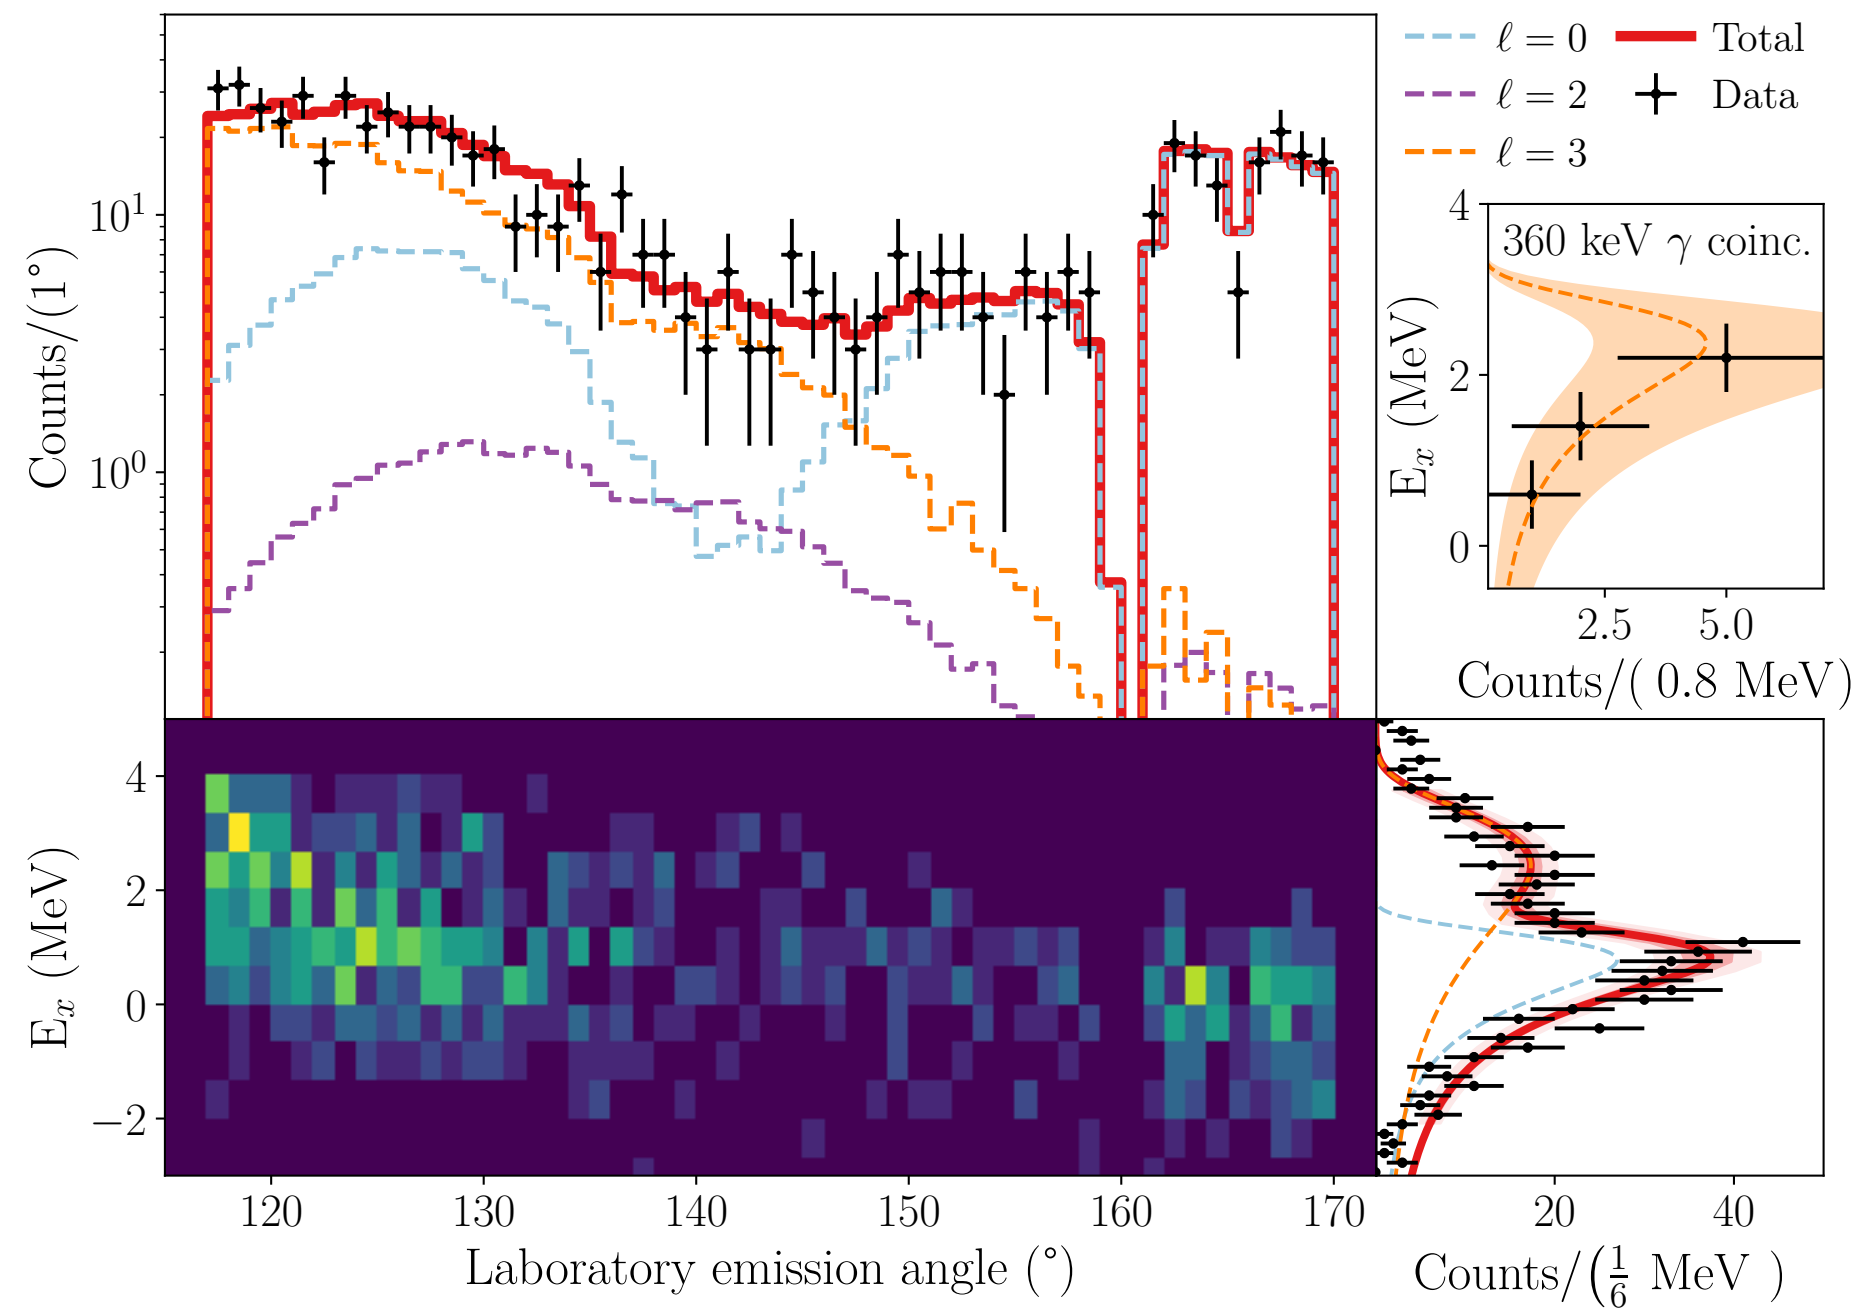 ℓ = 0
Total
ℓ = 2
Data
ℓ = 3
Counts/(1°)
10¹
10⁰
360 keV γ coinc.
Eₓ (MeV)
4
2
0
2.5 5.0
Counts/( 0.8 MeV)
Eₓ (MeV)
4
2
0
−2
120 130 140 150 160 170
Laboratory emission angle (°)
20 40
Counts/(1/6 MeV )